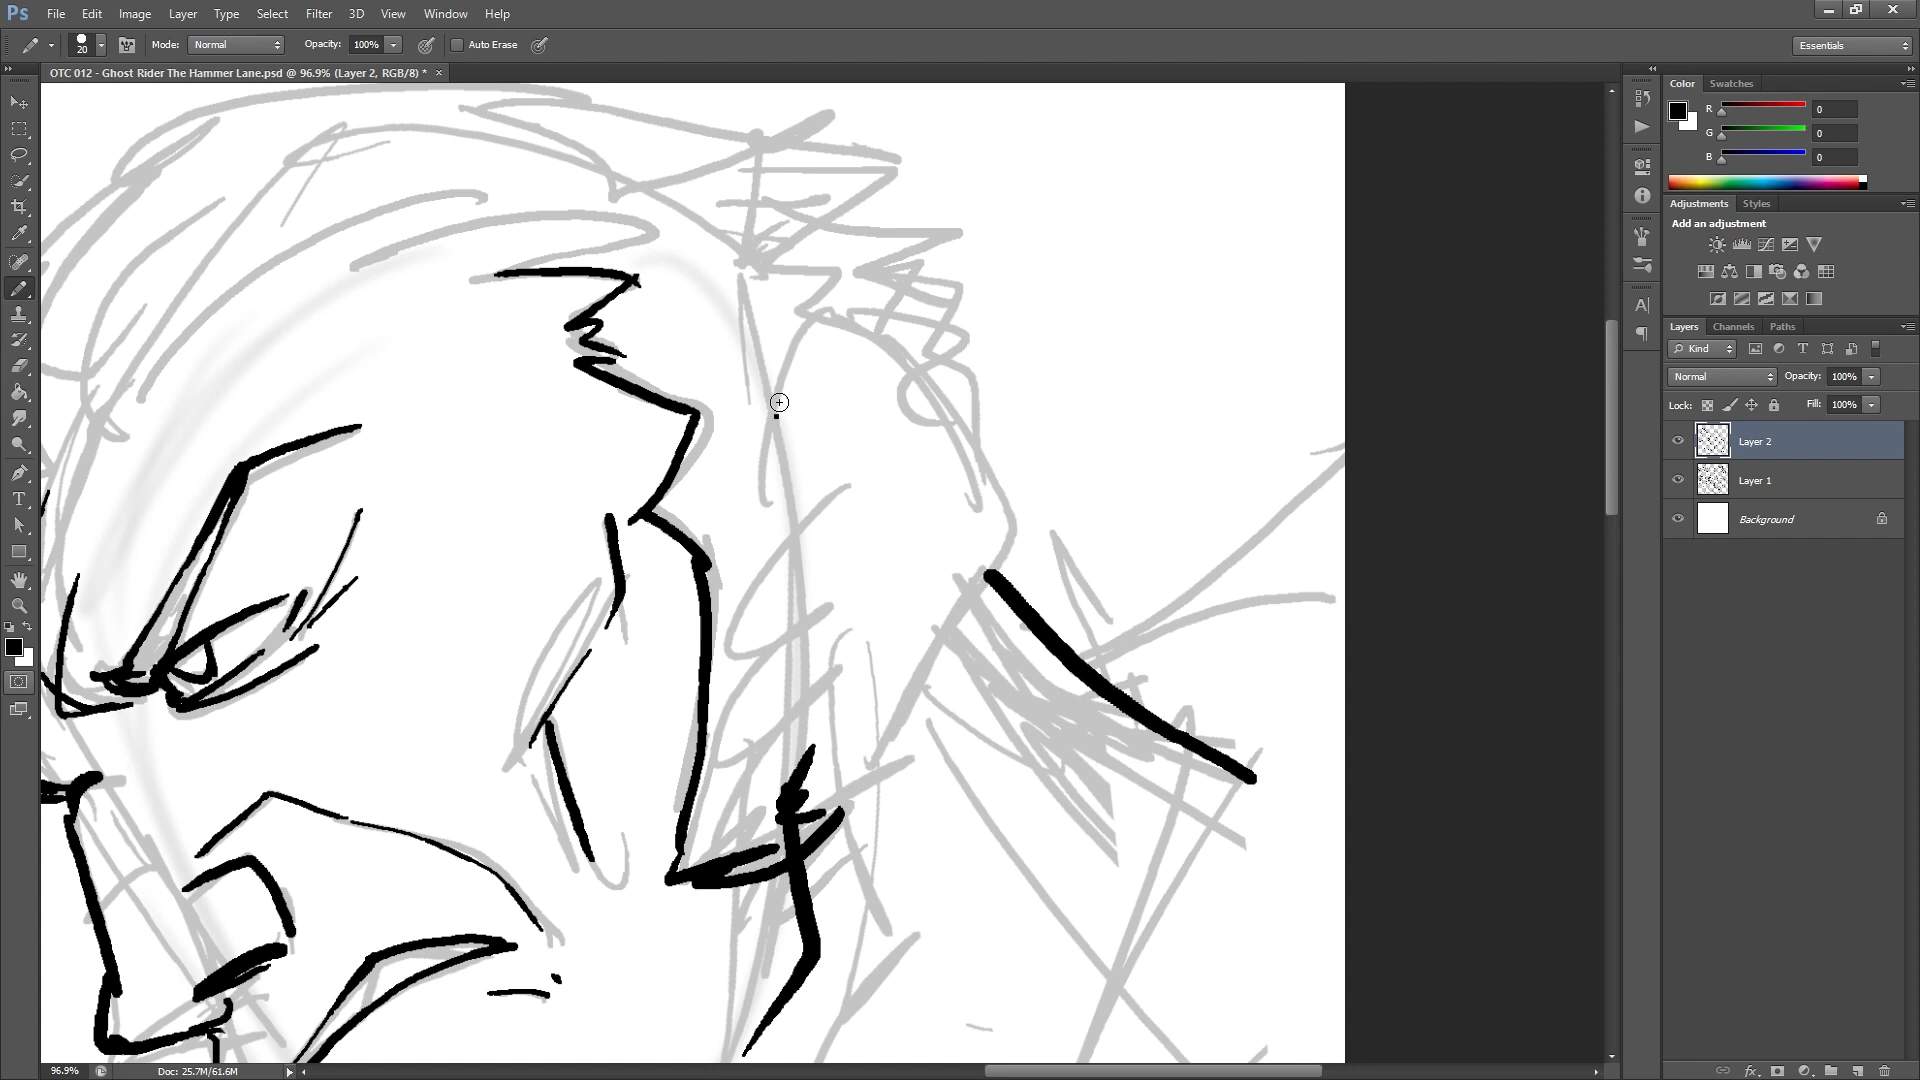 Ps File Edit Image Layer Type Select Filter 3D View Window Help
20 Mode: Normal Opacity: 100% Auto Erase Essentials
OTC 012 - Ghost Rider The Hammer Lane.psd @ 96.9% (Layer 2, RGB/8) * ×
Color Swatches
R 0
G 0
B 0
Adjustments Styles
Add an adjustment
Layers Channels Paths
Kind
Normal Opacity: 100%
Lock: Fill: 100%
Layer 2
Layer 1
Background
96.9% Doc: 25.7M/61.6M